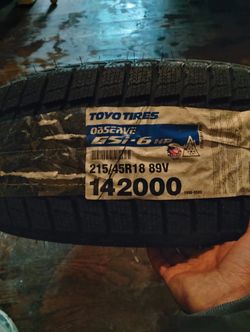 TOYO TIRES
OBSERVE
GSi-6 HP
215/45R18 89V
142000